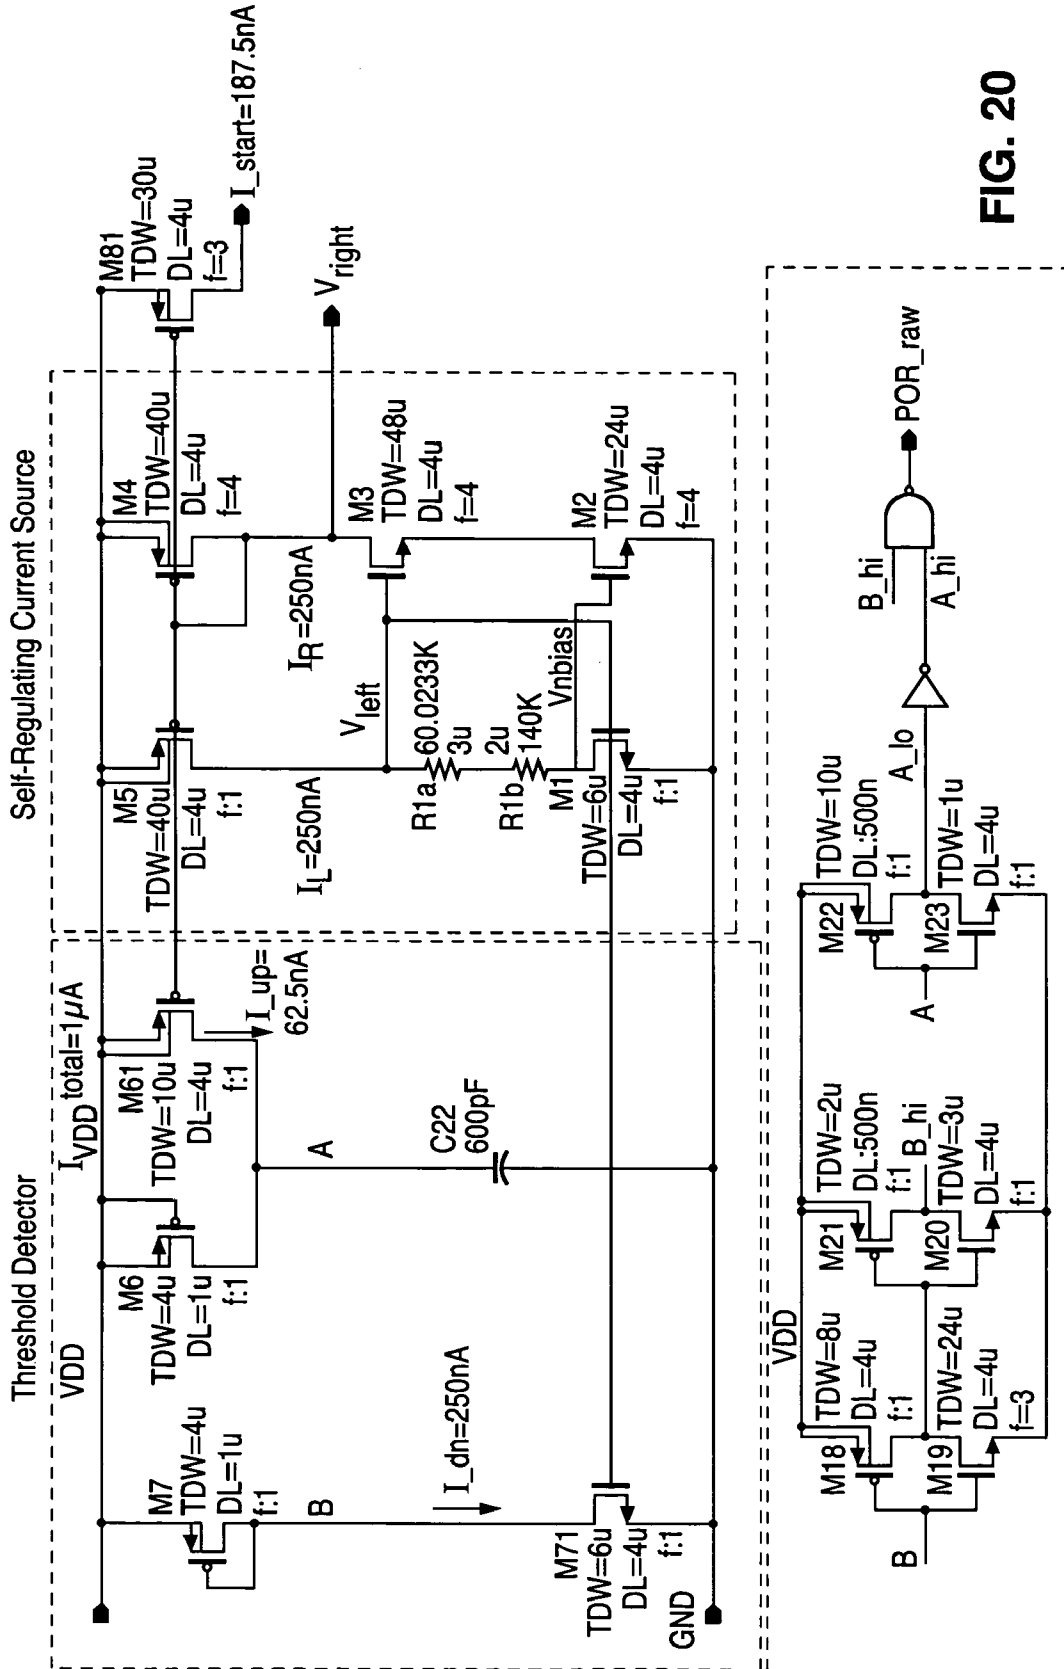 Threshold Detector
Self-Regulating Current Source
VDD
I_VDD total=1µA
M7
TDW=4u
DL=1u
f:1
B
I_dn=250nA
M71
TDW=6u
DL=4u
f:1
GND
M6
TDW=4u
DL=1u
f:1
M61
TDW=10u
DL=4u
f:1
I_up=
62.5nA
A
C22
600pF
M5
TDW=40u
DL=4u
f:1
I_L=250nA
V_left
R1a
60.0233K
3u
2u
R1b
140K
M1
TDW=6u
DL=4u
f:1
Vnbias
M4
TDW=40u
DL=4u
f=4
I_R=250nA
M3
TDW=48u
DL=4u
f=4
M2
TDW=24u
DL=4u
f=4
M81
TDW=30u
DL=4u
f=3
I_start=187.5nA
V_right
VDD
B
M18
TDW=8u
DL=4u
f:1
M19
TDW=24u
DL=4u
f=3
M21
TDW=2u
DL:500n
f:1
B_hi
M20
TDW=3u
DL=4u
f:1
A
M22
TDW=10u
DL:500n
f:1
M23
TDW=1u
DL=4u
f:1
A_lo
B_hi
A_hi
POR_raw
FIG. 20